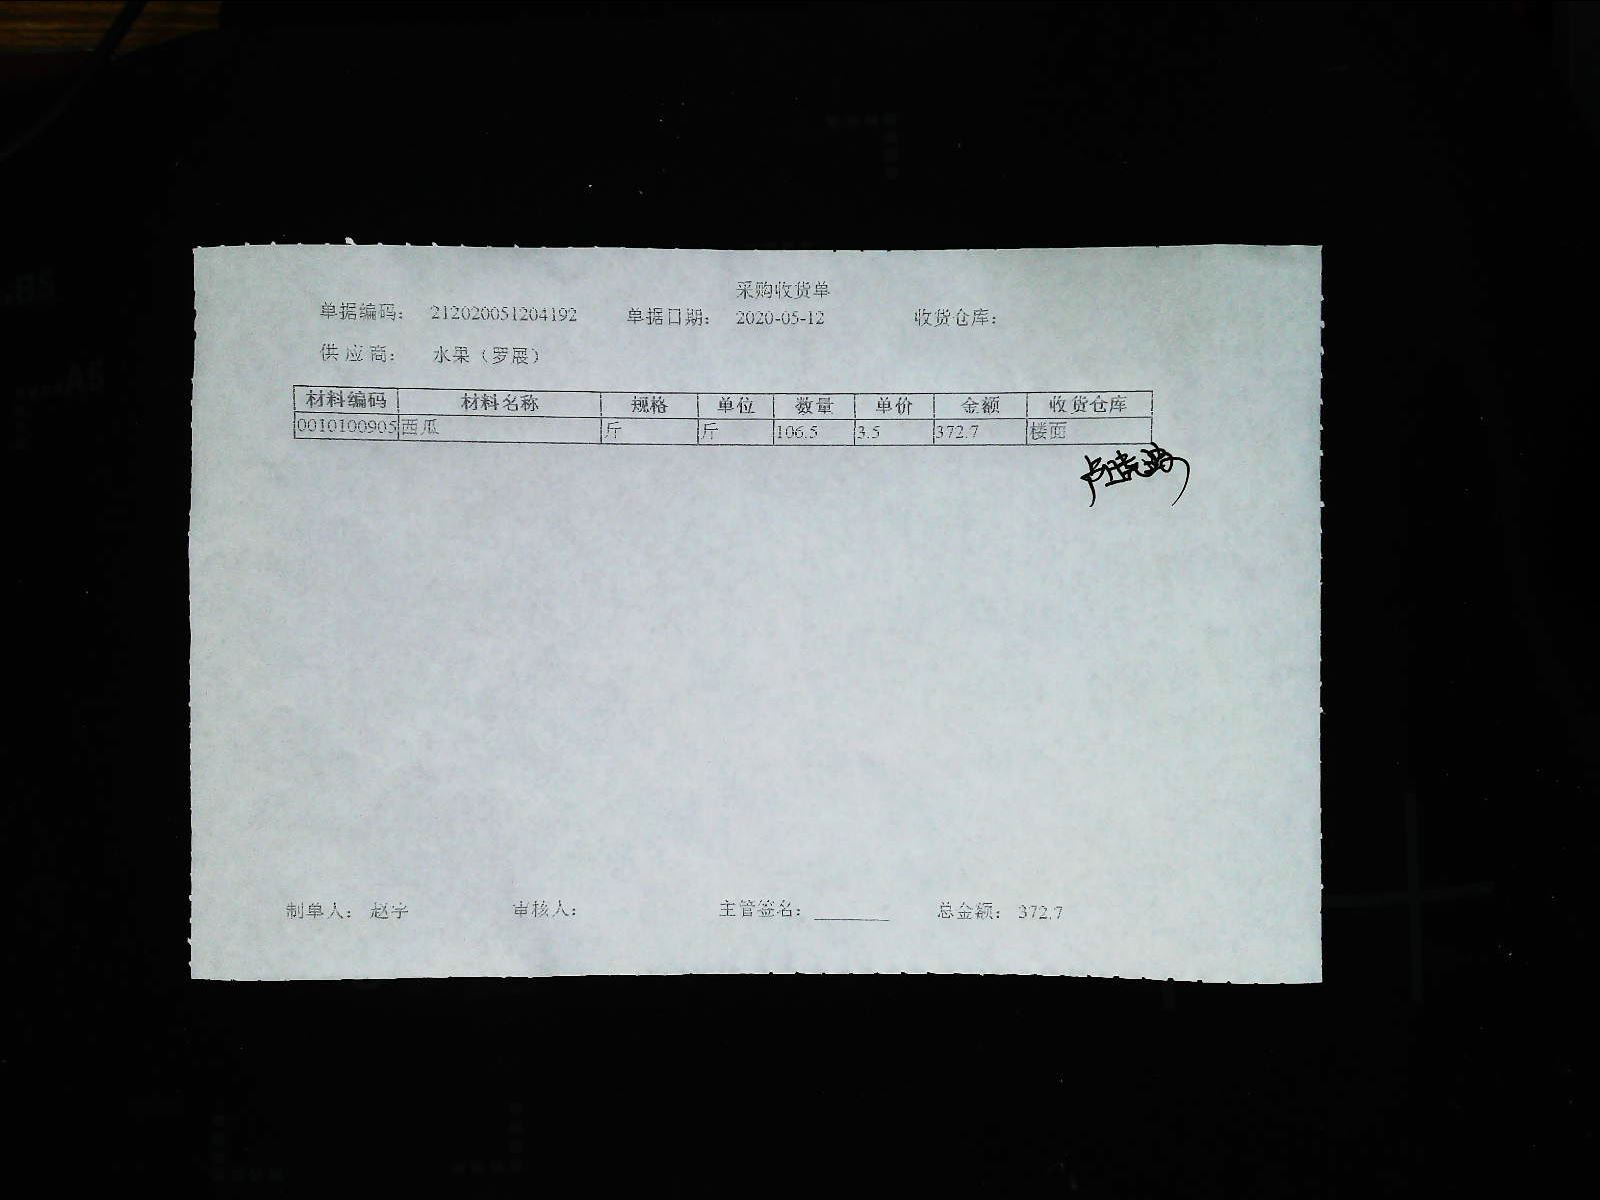 采购收货单
单据编码： 212020051204192 单据日期： 2020-05-12 收货仓库：
供应商： 水果（罗展）
材料编码 材料名称 规格 单位 数量 单价 金额 收货仓库
0010100905 西瓜 斤 斤 106.5 3.5 372.7 楼面
制单人： 赵宇 审核人： 主管签名： ________ 总金额： 372.7